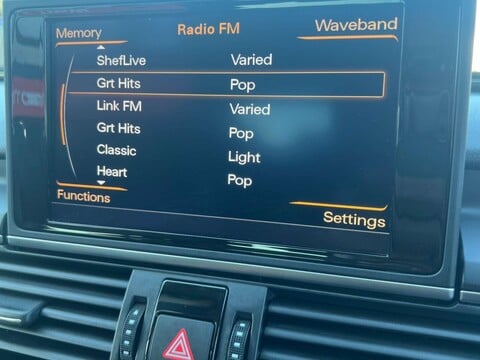 Memory Radio FM Waveband
ShefLive Varied
Grt Hits Pop
Link FM Varied
Grt Hits Pop
Classic Light
Heart Pop
Functions Settings